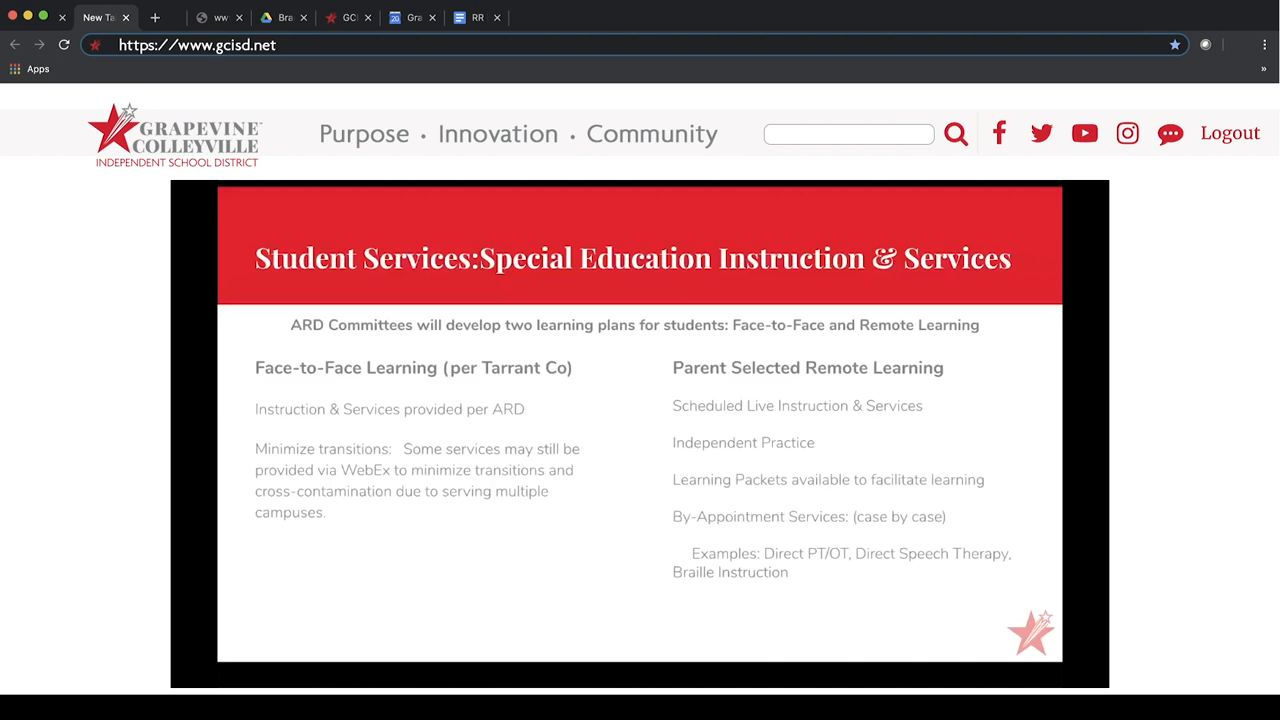 New Ta
ww
Bra
GCI
Gra
RR
https://www.gcisd.net
Apps
GRAPEVINE
COLLEYVILLE
INDEPENDENT SCHOOL DISTRICT
Purpose • Innovation • Community
Logout
Student Services:Special Education Instruction & Services
ARD Committees will develop two learning plans for students: Face-to-Face and Remote Learning
Face-to-Face Learning (per Tarrant Co)
Instruction & Services provided per ARD
Minimize transitions: Some services may still be
provided via WebEx to minimize transitions and
cross-contamination due to serving multiple
campuses.
Parent Selected Remote Learning
Scheduled Live Instruction & Services
Independent Practice
Learning Packets available to facilitate learning
By-Appointment Services: (case by case)
Examples: Direct PT/OT, Direct Speech Therapy,
Braille Instruction